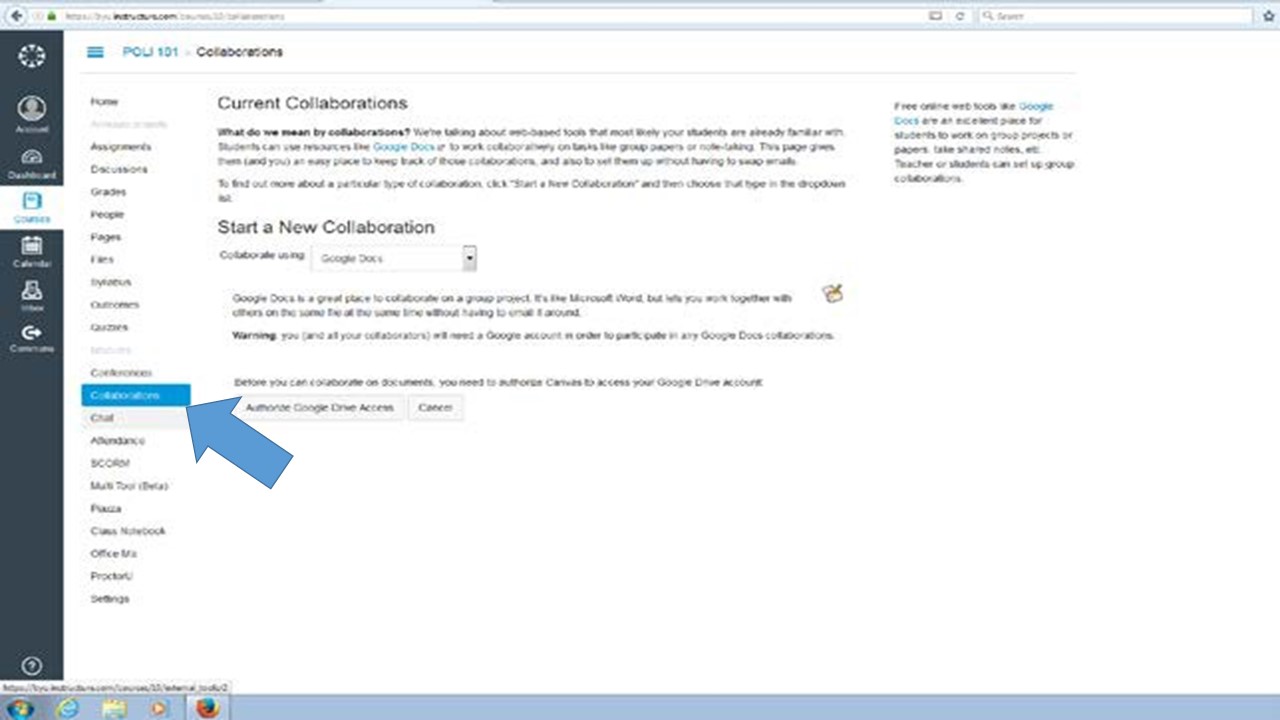 https://byu.instructure.com/courses/10/collaborations
Search
POLI 101
Collaborations
Account
Dashboard
Courses
Calendar
Inbox
Commons
Home
Announcements
Assignments
Discussions
Grades
People
Pages
Files
Syllabus
Outcomes
Quizzes
Modules
Conferences
Collaborations
Chat
Attendance
SCORM
Multi Tool (Beta)
Piazza
Class Notebook
Office Mix
ProctorU
Settings
Current Collaborations
What do we mean by collaborations? We're talking about web-based tools that most likely your students are already familiar with.
Students can use resources like Google Docs to work collaboratively on tasks like group papers or note-taking. This page gives
them (and you) an easy place to keep track of those collaborations, and also to set them up without having to swap emails.
To find out more about a particular type of collaboration, click "Start a New Collaboration" and then choose that type in the dropdown
list.
Start a New Collaboration
Collaborate using
Google Docs
Google Docs is a great place to collaborate on a group project. It's like Microsoft Word, but lets you work together with
others on the same file at the same time without having to email it around.
Warning: you (and all your collaborators) will need a Google account in order to participate in any Google Docs collaborations.
Before you can collaborate on documents, you need to authorize Canvas to access your Google Drive account
Authorize Google Drive Access
Cancel
Free online web tools like Google
Docs are an excellent place for
students to work on group projects or
papers, take shared notes, etc.
Teacher or students can set up group
collaborations.